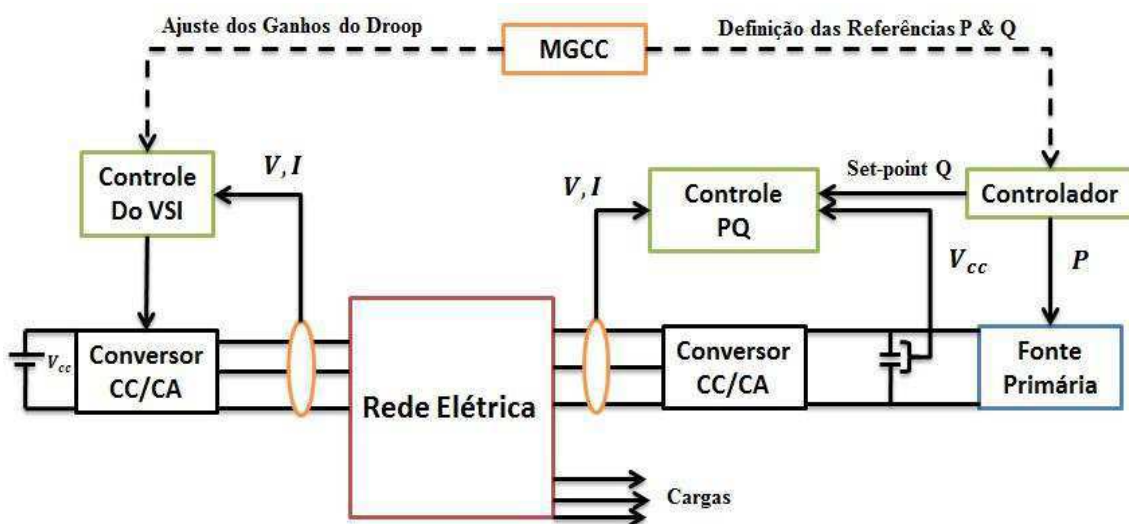 Ajuste dos Ganhos do Droop
MGCC
Definição das Referências P & Q
Controle
Do VSI
V, I
V, I
Controle
PQ
Set-point Q
Controlador
V_cc
P
V_cc
Conversor
CC/CA
Rede Elétrica
Conversor
CC/CA
Fonte
Primária
Cargas